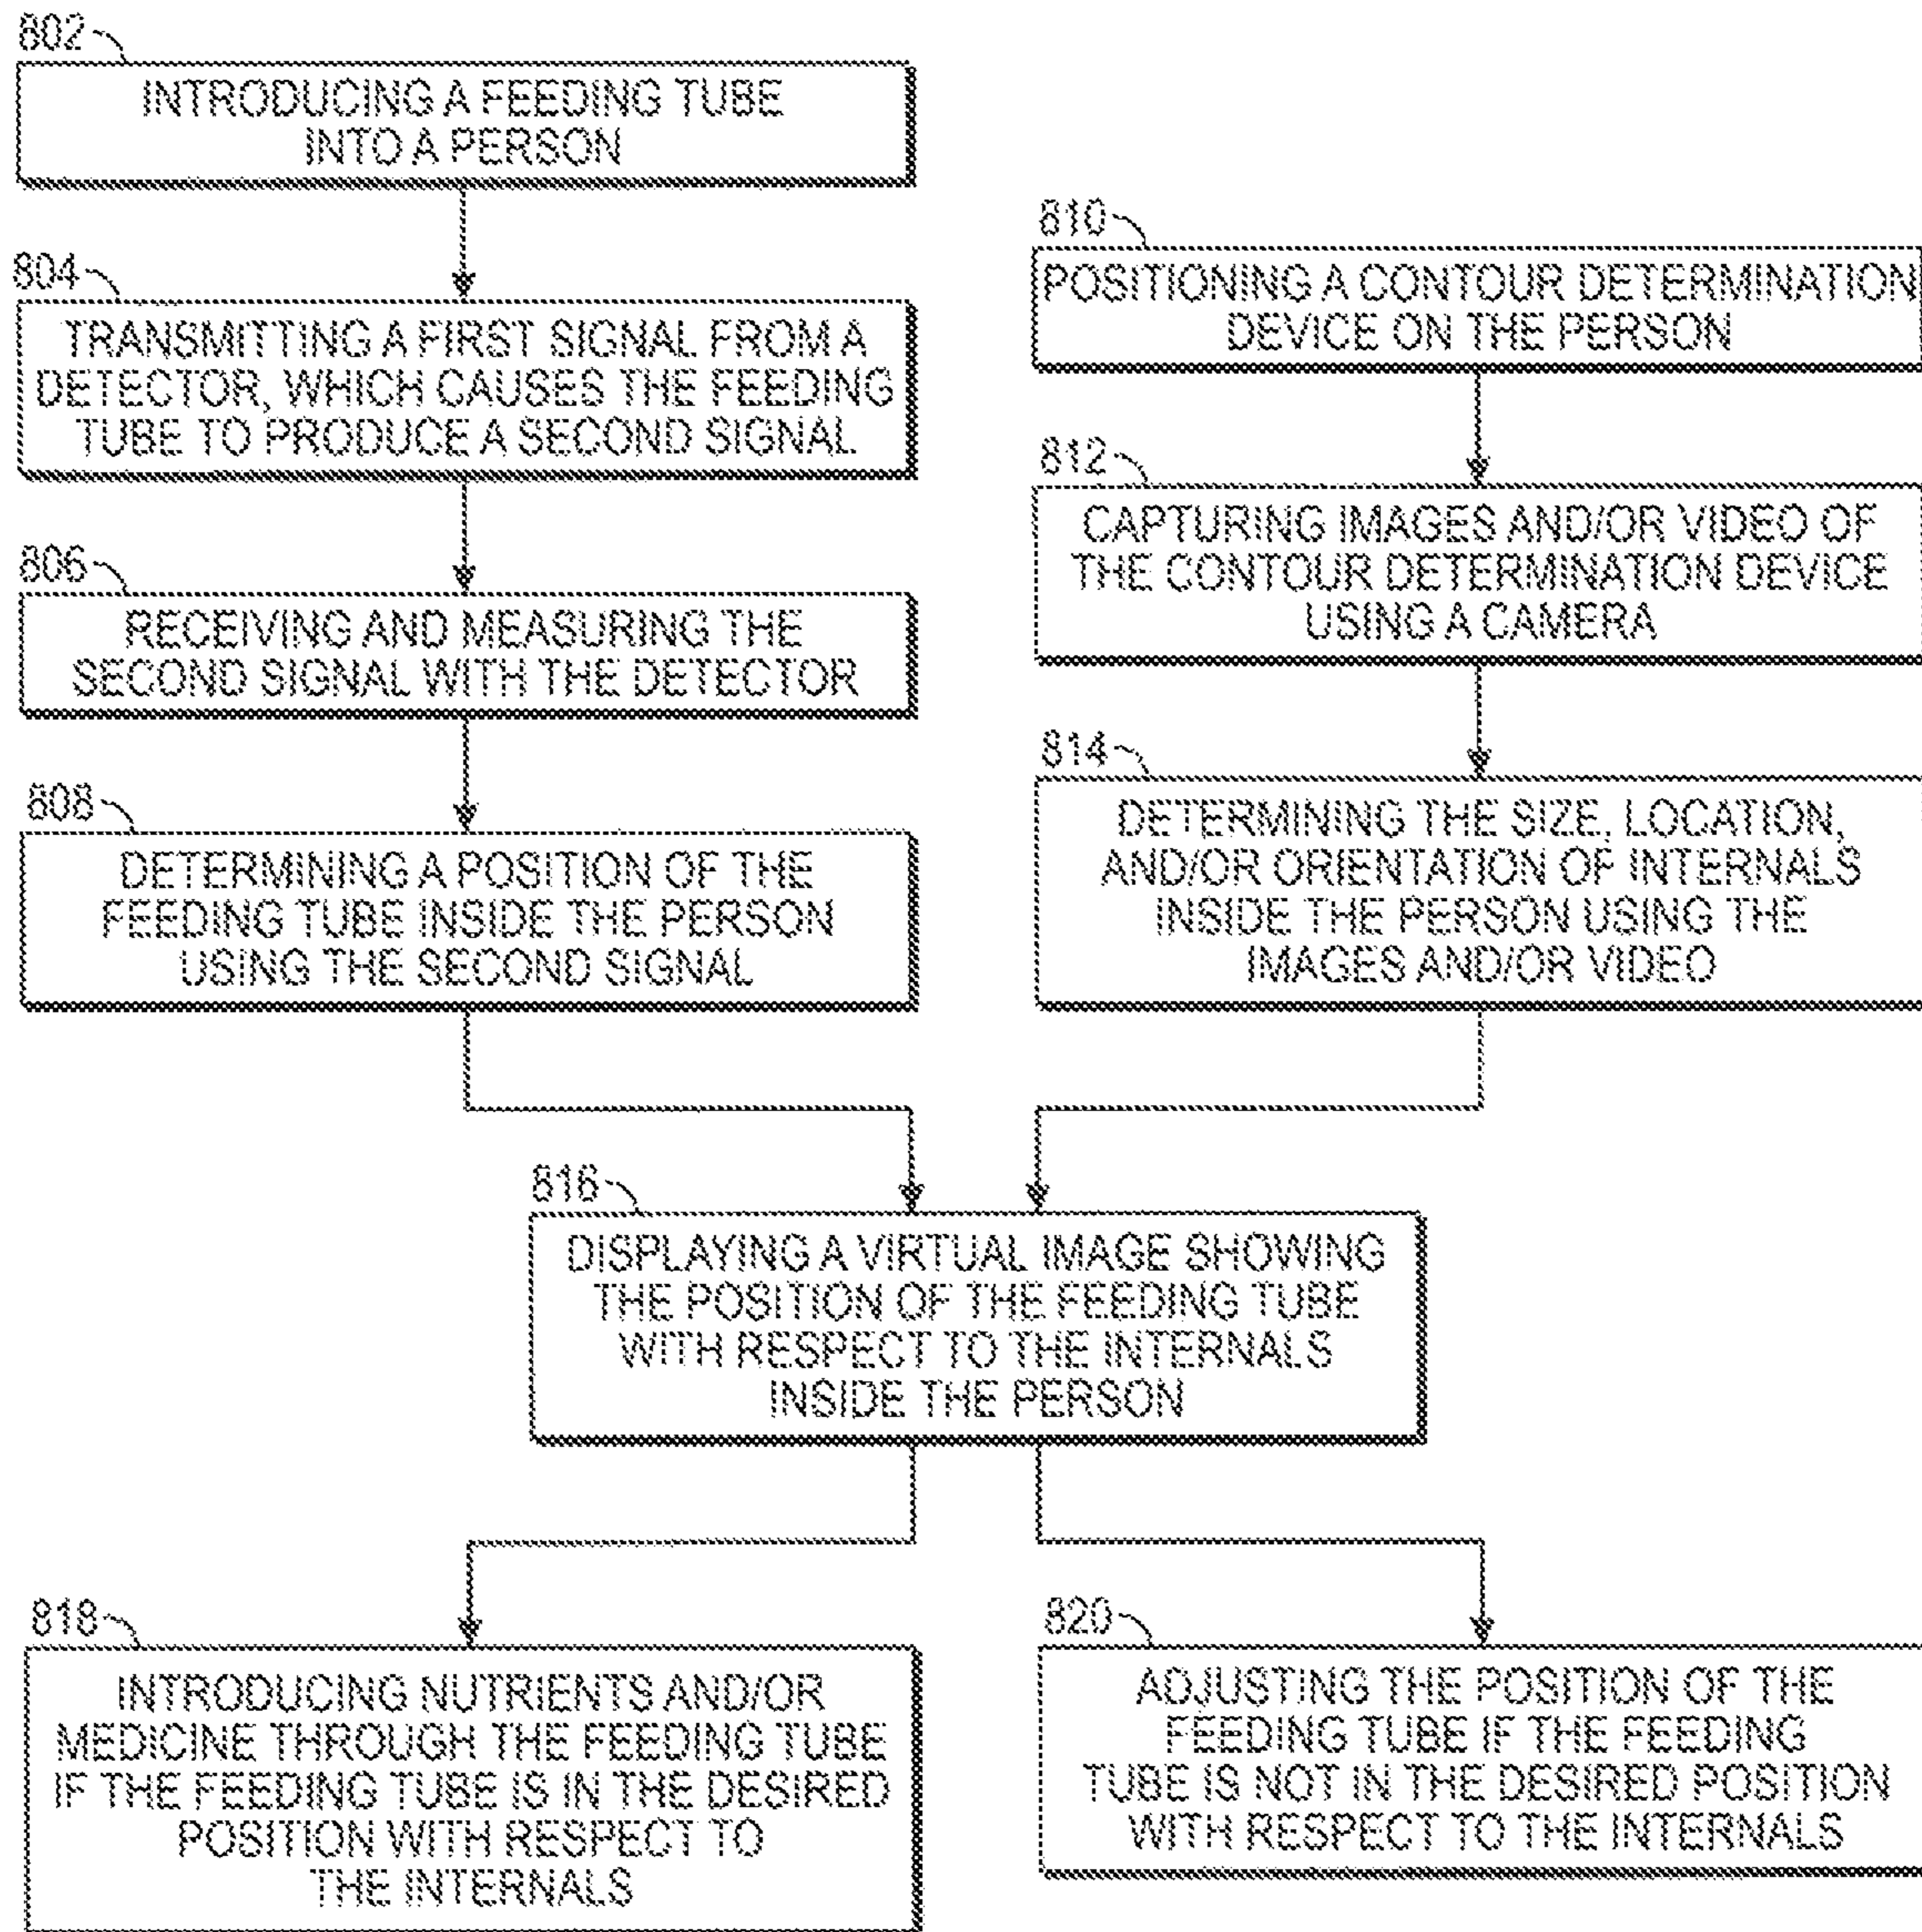 802
INTRODUCING A FEEDING TUBE
INTO A PERSON
804
TRANSMITTING A FIRST SIGNAL FROM A
DETECTOR, WHICH CAUSES THE FEEDING
TUBE TO PRODUCE A SECOND SIGNAL
806
RECEIVING AND MEASURING THE
SECOND SIGNAL WITH THE DETECTOR
808
DETERMINING A POSITION OF THE
FEEDING TUBE INSIDE THE PERSON
USING THE SECOND SIGNAL
810
POSITIONING A CONTOUR DETERMINATION
DEVICE ON THE PERSON
812
CAPTURING IMAGES AND/OR VIDEO OF
THE CONTOUR DETERMINATION DEVICE
USING A CAMERA
814
DETERMINING THE SIZE, LOCATION,
AND/OR ORIENTATION OF INTERNALS
INSIDE THE PERSON USING THE
IMAGES AND/OR VIDEO
816
DISPLAYING A VIRTUAL IMAGE SHOWING
THE POSITION OF THE FEEDING TUBE
WITH RESPECT TO THE INTERNALS
INSIDE THE PERSON
818
INTRODUCING NUTRIENTS AND/OR
MEDICINE THROUGH THE FEEDING TUBE
IF THE FEEDING TUBE IS IN THE DESIRED
POSITION WITH RESPECT TO
THE INTERNALS
820
ADJUSTING THE POSITION OF THE
FEEDING TUBE IF THE FEEDING
TUBE IS NOT IN THE DESIRED POSITION
WITH RESPECT TO THE INTERNALS